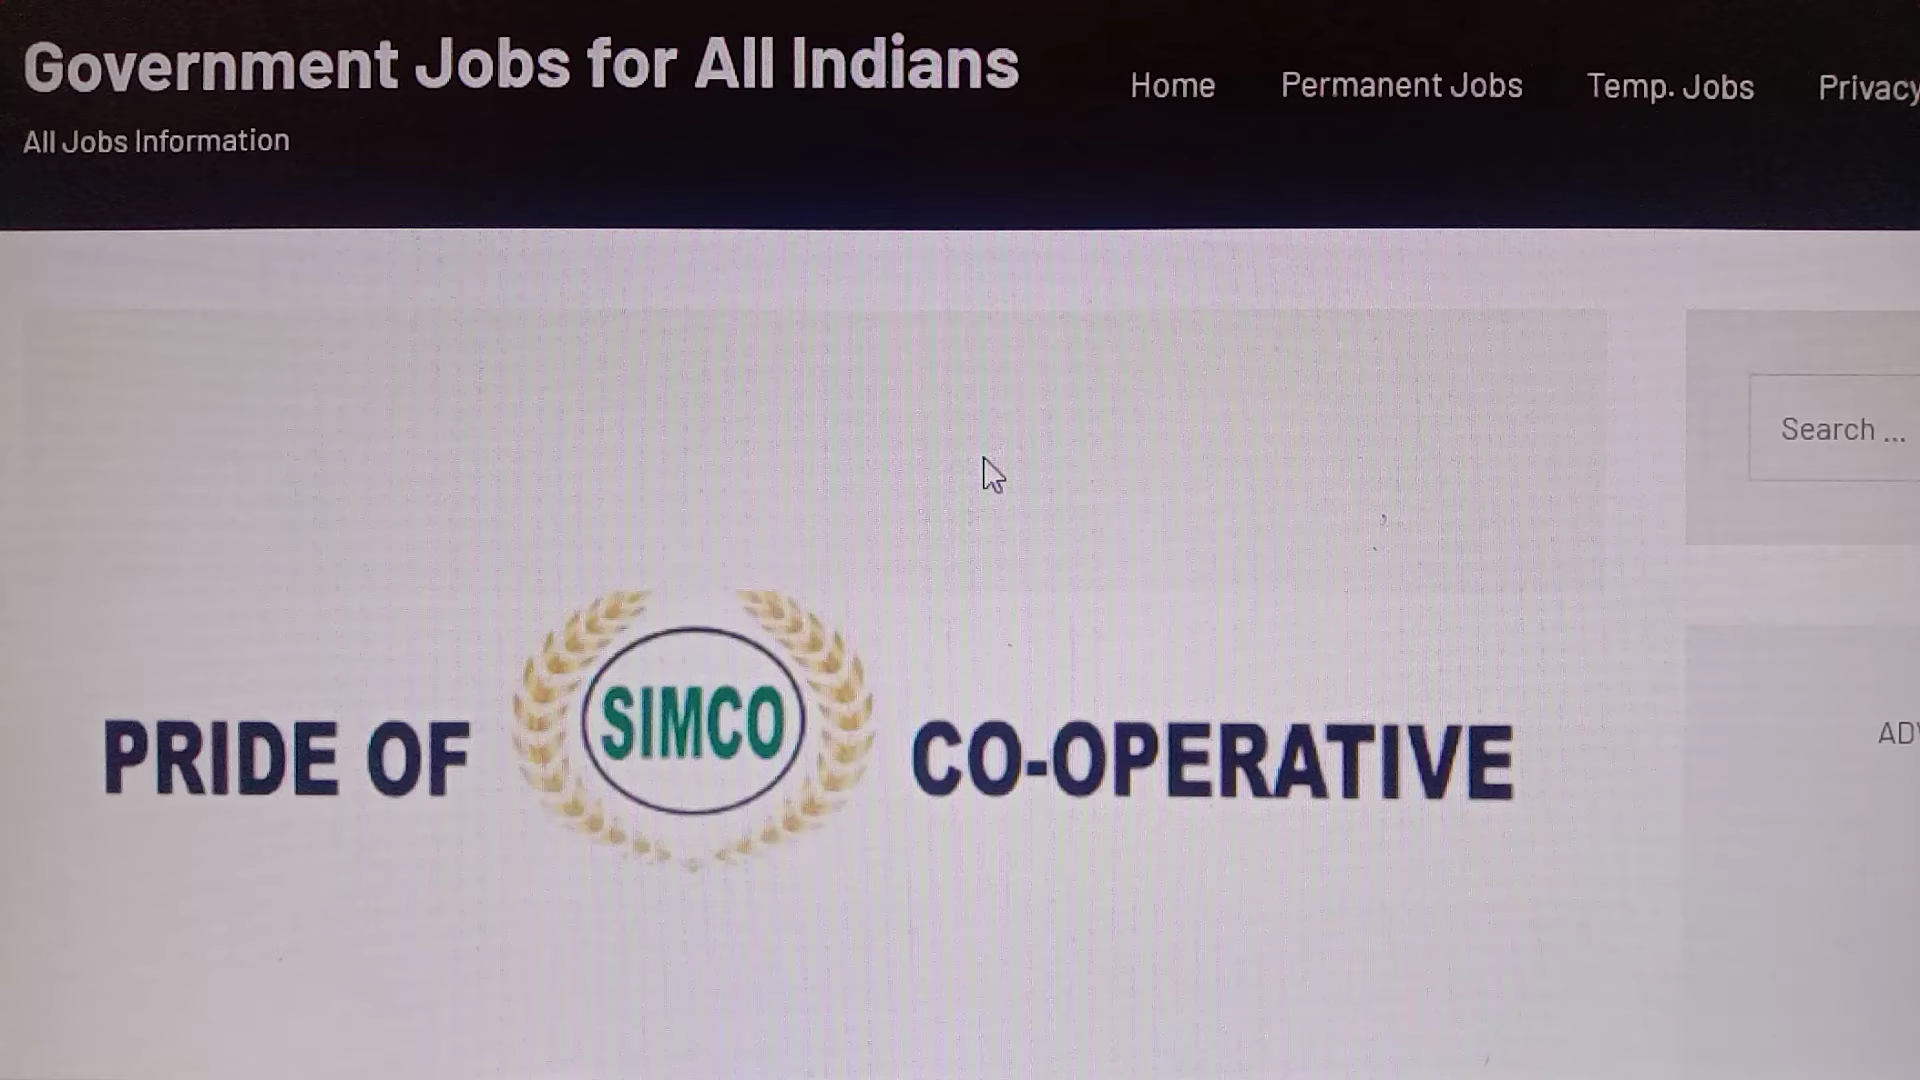 Government Jobs for All Indians
All Jobs Information
Home Permanent Jobs Temp. Jobs Privacy
Search ...
PRIDE OF SIMCO CO-OPERATIVE